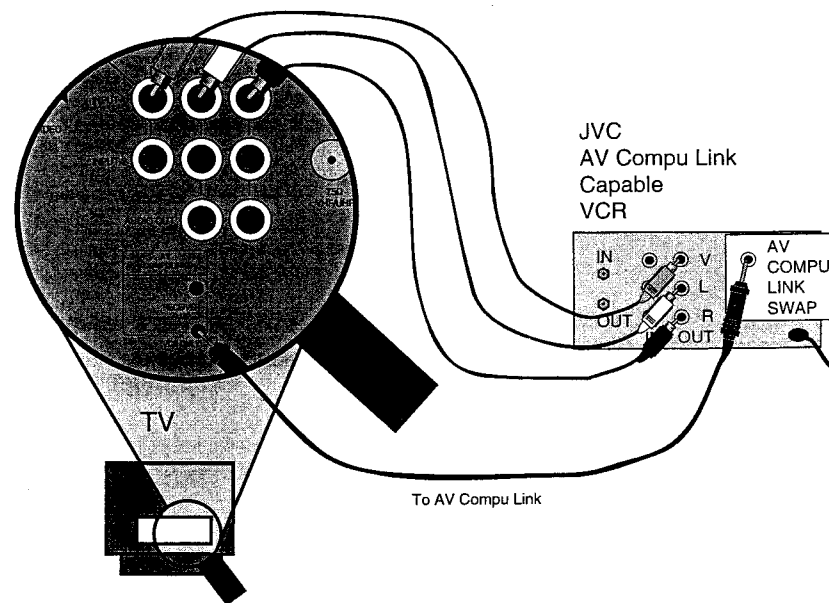 JVC
AV Compu Link
Capable
VCR
IN
OUT
V
L
R
OUT
AV
COMPU
LINK
SWAP
TV
To AV Compu Link